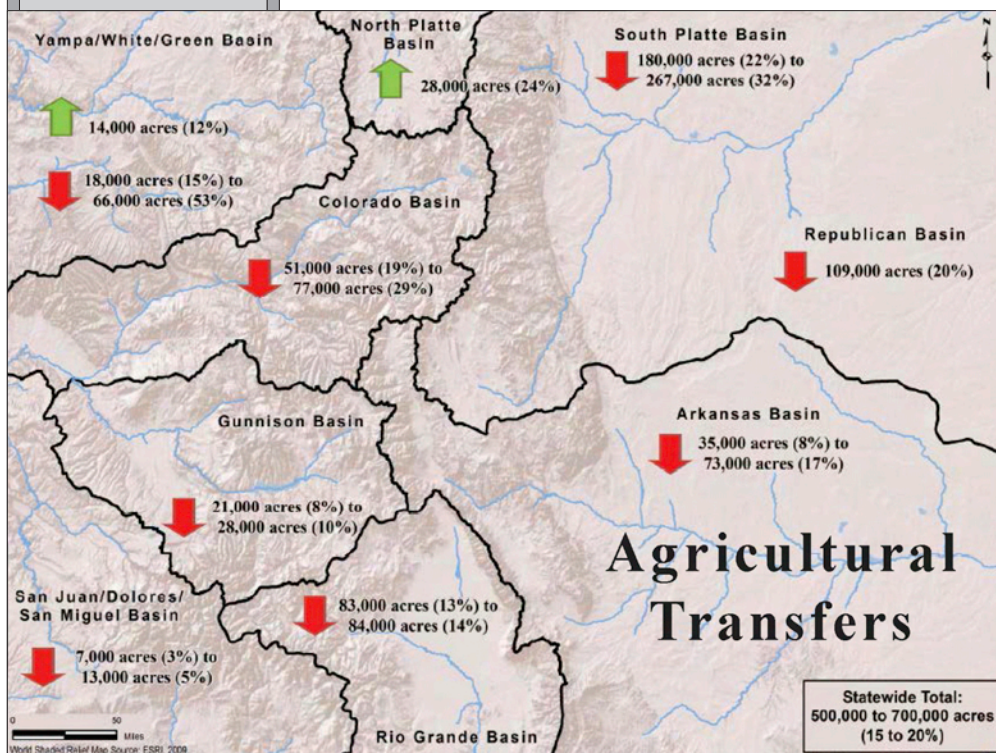 Yampa/White/Green Basin
14,000 acres (12%)
18,000 acres (15%) to
66,000 acres (53%)
North Platte
Basin
28,000 acres (24%)
South Platte Basin
180,000 acres (22%) to
267,000 acres (32%)
N
Colorado Basin
51,000 acres (19%) to
77,000 acres (29%)
Republican Basin
109,000 acres (20%)
Gunnison Basin
21,000 acres (8%) to
28,000 acres (10%)
Arkansas Basin
35,000 acres (8%) to
73,000 acres (17%)
San Juan/Dolores/
San Miguel Basin
7,000 acres (3%) to
13,000 acres (5%)
83,000 acres (13%) to
84,000 acres (14%)
Rio Grande Basin
Agricultural
Transfers
Statewide Total:
500,000 to 700,000 acres
(15 to 20%)
0 50
Miles
World Shaded Relief Map Source: ESRI, 2009